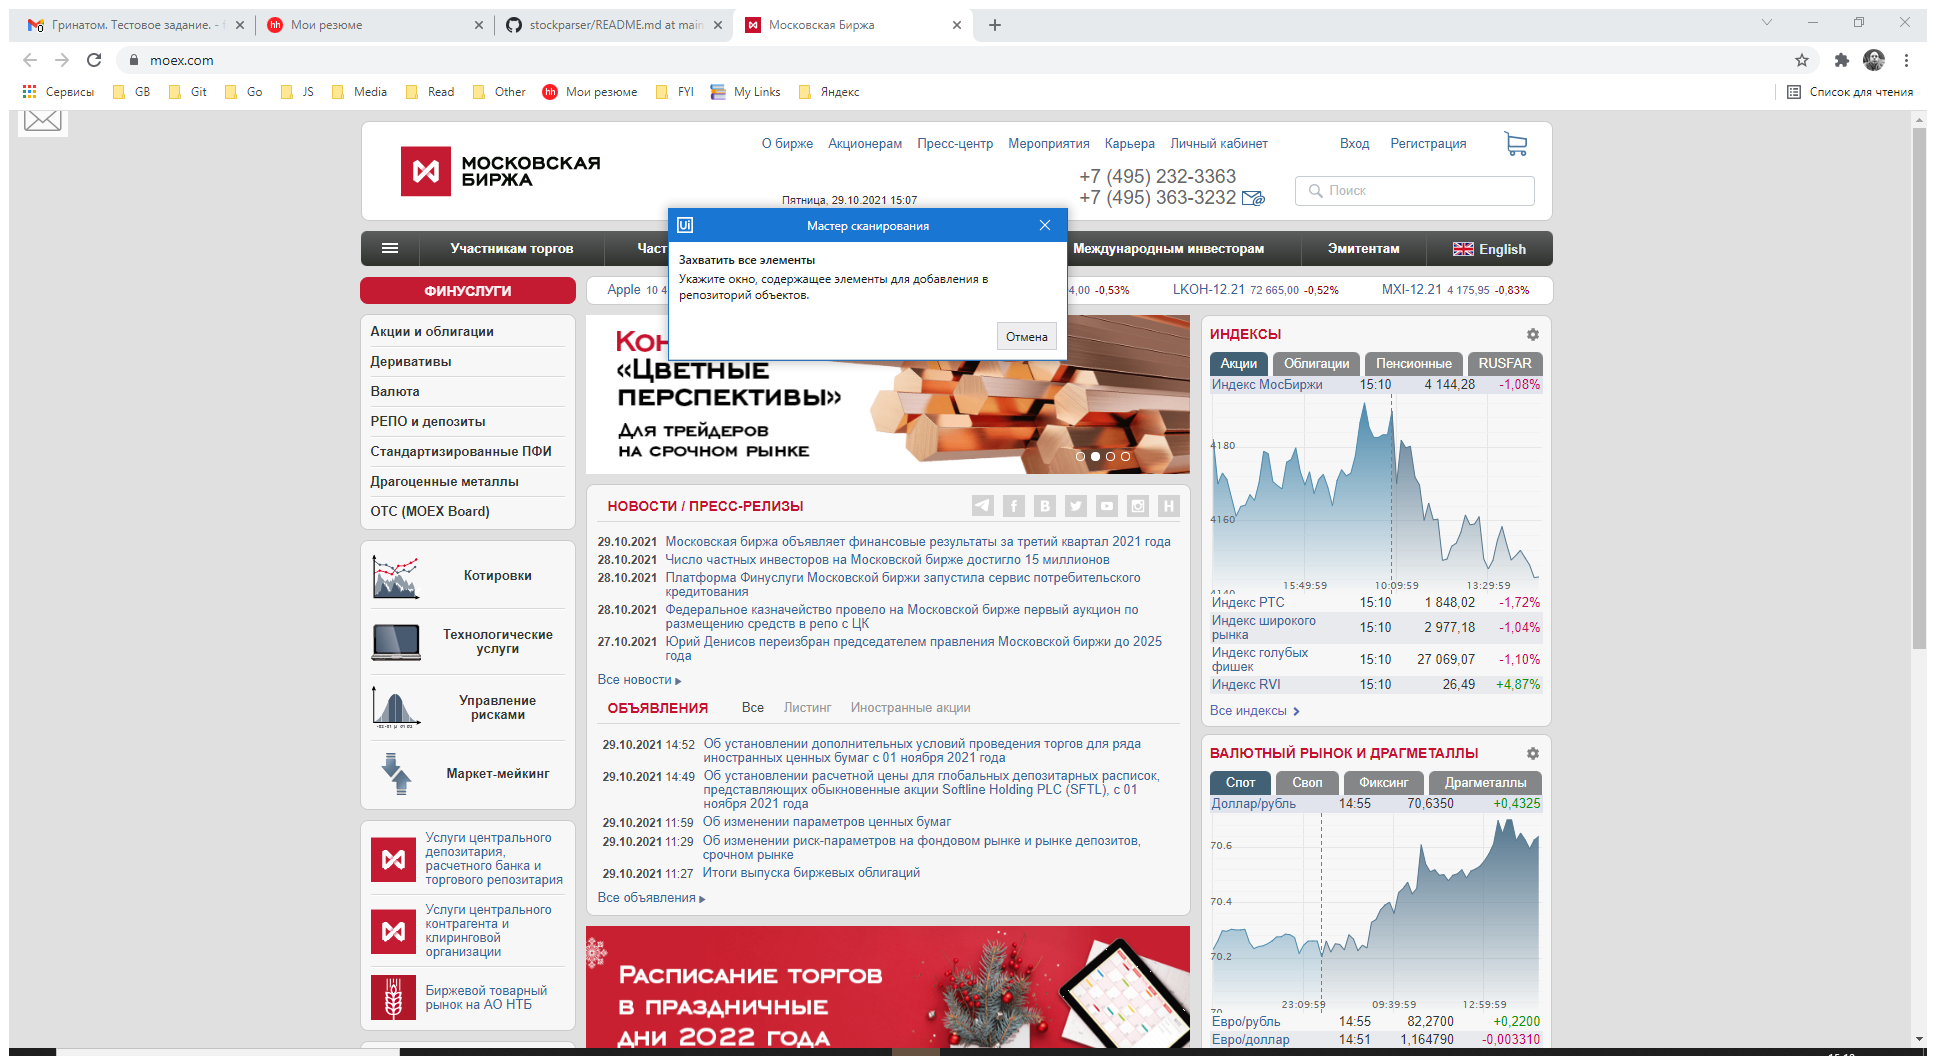 Гринатом. Тестовое задание. -
Мои резюме
stockparser/README.md at main
Московская Биржа
moex.com
Сервисы
GB
Git
Go
JS
Media
Read
Other
Мои резюме
FYI
My Links
Яндекс
Список для чтения
МОСКОВСКАЯ
БИРЖА
О бирже Акционерам Пресс-центр Мероприятия Карьера Личный кабинет
Вход Регистрация
+7 (495) 232-3363
+7 (495) 363-3232
Поиск
Пятница, 29.10.2021 15:07
Ui Мастер сканирования
Захватить все элементы
Укажите окно, содержащее элементы для добавления в
репозиторий объектов.
Отмена
Участникам торгов
Част
Международным инвесторам
Эмитентам
English
ФИНУСЛУГИ
Apple 10 4
4,00 -0,53%
LKOH-12.21 72 665,00 -0,52%
MXI-12.21 4 175,95 -0,83%
Акции и облигации
Деривативы
Валюта
РЕПО и депозиты
Стандартизированные ПФИ
Драгоценные металлы
OTC (MOEX Board)
Котировки
Технологические
услуги
Управление
рисками
Маркет-мейкинг
Услуги центрального
депозитария,
расчетного банка и
торгового репозитария
Услуги центрального
контрагента и
клиринговой
организации
Биржевой товарный
рынок на АО НТБ
Кон
«Цветные
перспективы»
Для трейдеров
на срочном рынке
НОВОСТИ / ПРЕСС-РЕЛИЗЫ
29.10.2021 Московская биржа объявляет финансовые результаты за третий квартал 2021 года
28.10.2021 Число частных инвесторов на Московской бирже достигло 15 миллионов
28.10.2021 Платформа Финуслуги Московской биржи запустила сервис потребительского
кредитования
28.10.2021 Федеральное казначейство провело на Московской бирже первый аукцион по
размещению средств в репо с ЦК
27.10.2021 Юрий Денисов переизбран председателем правления Московской биржи до 2025
года
Все новости
ОБЪЯВЛЕНИЯ Все Листинг Иностранные акции
29.10.2021 14:52 Об установлении дополнительных условий проведения торгов для ряда
иностранных ценных бумаг с 01 ноября 2021 года
29.10.2021 14:49 Об установлении расчетной цены для глобальных депозитарных расписок,
представляющих обыкновенные акции Softline Holding PLC (SFTL), с 01
ноября 2021 года
29.10.2021 11:59 Об изменении параметров ценных бумаг
29.10.2021 11:29 Об изменении риск-параметров на фондовом рынке и рынке депозитов,
срочном рынке
29.10.2021 11:27 Итоги выпуска биржевых облигаций
Все объявления
Расписание торгов
в праздничные
дни 2022 года
ИНДЕКСЫ
Акции Облигации Пенсионные RUSFAR
Индекс МосБиржи 15:10 4 144,28 -1,08%
4180
4160
4140
15:49:59 10:09:59 13:29:59
Индекс РТС 15:10 1 848,02 -1,72%
Индекс широкого
рынка 15:10 2 977,18 -1,04%
Индекс голубых
фишек 15:10 27 069,07 -1,10%
Индекс RVI 15:10 26,49 +4,87%
Все индексы
ВАЛЮТНЫЙ РЫНОК И ДРАГМЕТАЛЛЫ
Спот Своп Фиксинг Драгметаллы
Доллар/рубль 14:55 70,6350 +0,4325
70.6
70.4
70.2
70
23:09:59 09:39:59 12:59:59
Евро/рубль 14:55 82,2700 +0,2200
Евро/доллар 14:51 1,164790 -0,003310